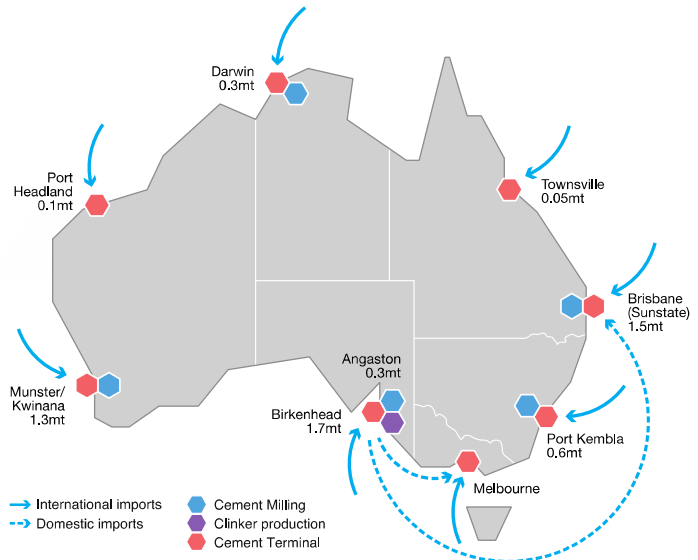 Darwin
0.3mt
Port
Headland
0.1mt
Townsville
0.05mt
Brisbane
(Sunstate)
1.5mt
Angaston
0.3mt
Munster/
Kwinana
1.3mt
Birkenhead
1.7mt
Port Kembla
0.6mt
Melbourne
International imports
Domestic imports
Cement Milling
Clinker production
Cement Terminal